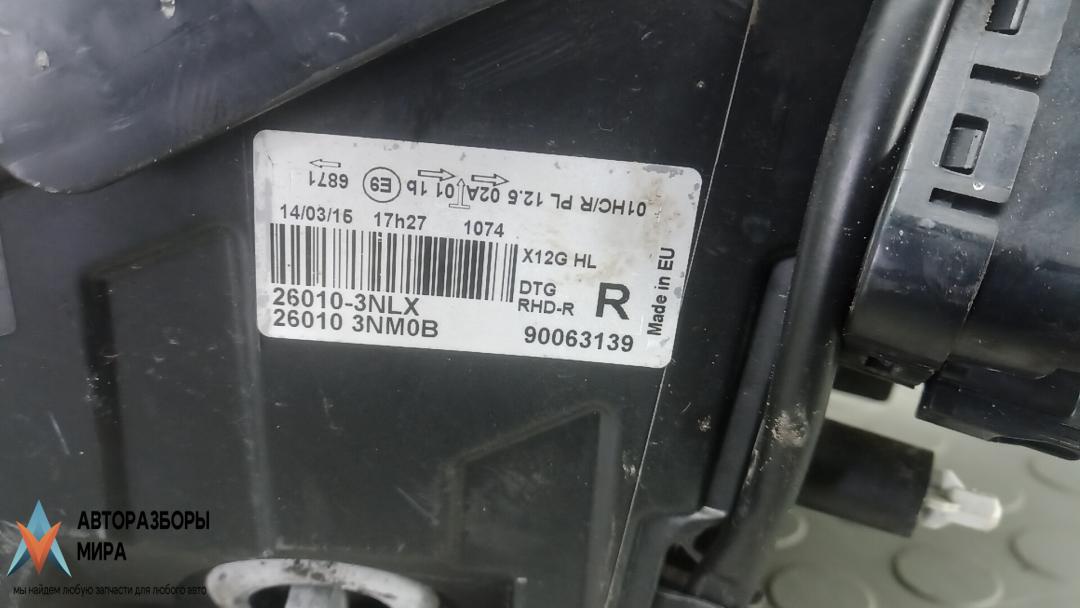 01HC/R PL 12.5 02A 01 1b E9 6871
14/03/15 17h27 1074
X12G HL
DTG
RHD-R
R
Made in EU
26010-3NLX
26010 3NM0B
90063139
АВТОРАЗБОРЫ
МИРА
мы найдем любую запчасти для любого авто